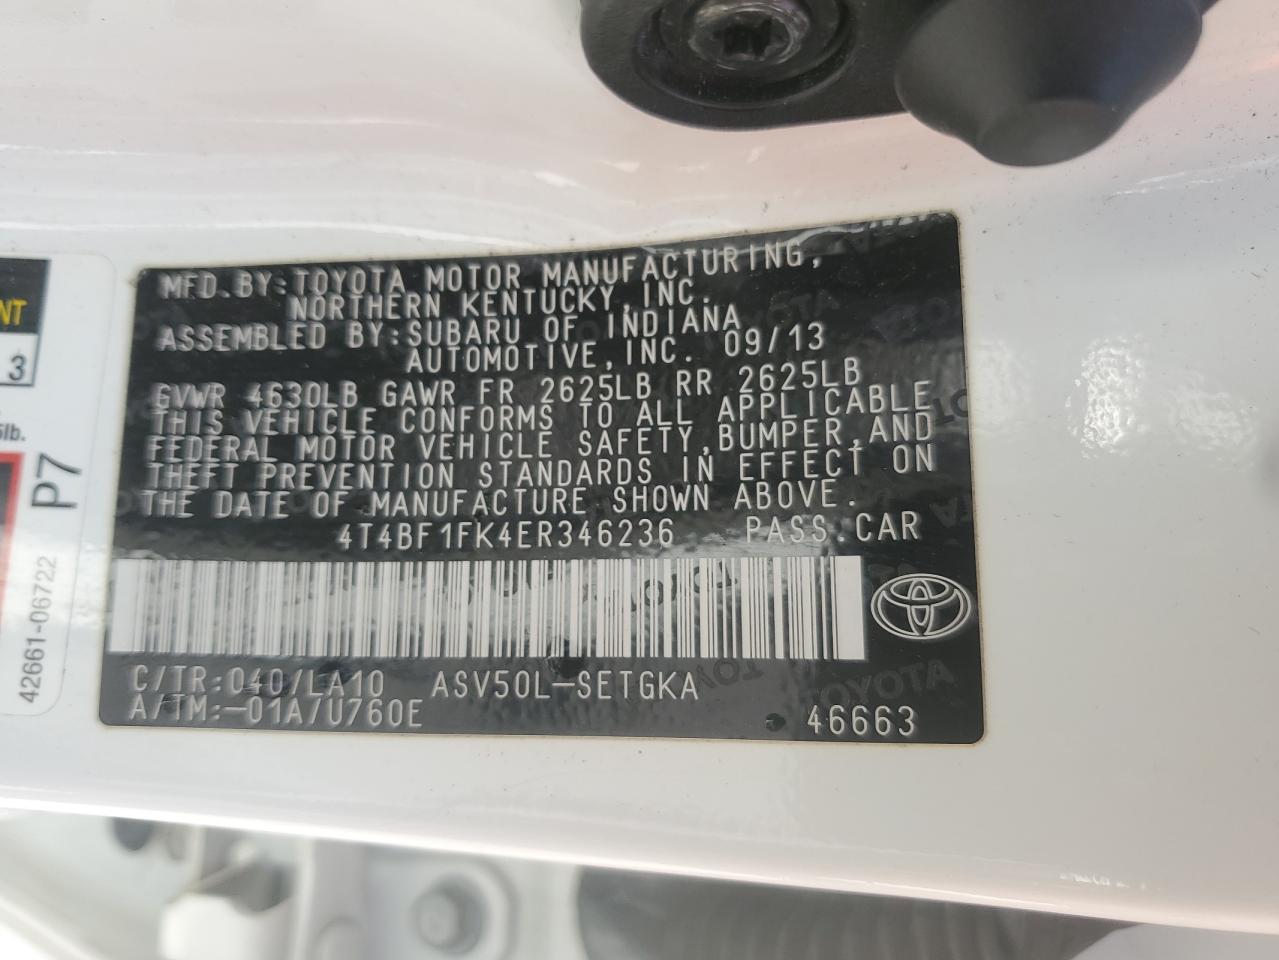 MFD. BY: TOYOTA MOTOR MANUFACTURING,
NORTHERN KENTUCKY, INC.
ASSEMBLED BY: SUBARU OF INDIANA
AUTOMOTIVE, INC. 09/13
GVWR 4630LB GAWR FR 2625LB RR 2625LB
THIS VEHICLE CONFORMS TO ALL APPLICABLE
FEDERAL MOTOR VEHICLE SAFETY, BUMPER, AND
THEFT PREVENTION STANDARDS IN EFFECT ON
THE DATE OF MANUFACTURE SHOWN ABOVE.
4T4BF1FK4ER346236 PASS. CAR
C/TR: 040/LA10 ASV50L-SETGKA
A/TM:-01A/U760E 46663
TOYOTA
NT
3
lb.
P7
42661-06722